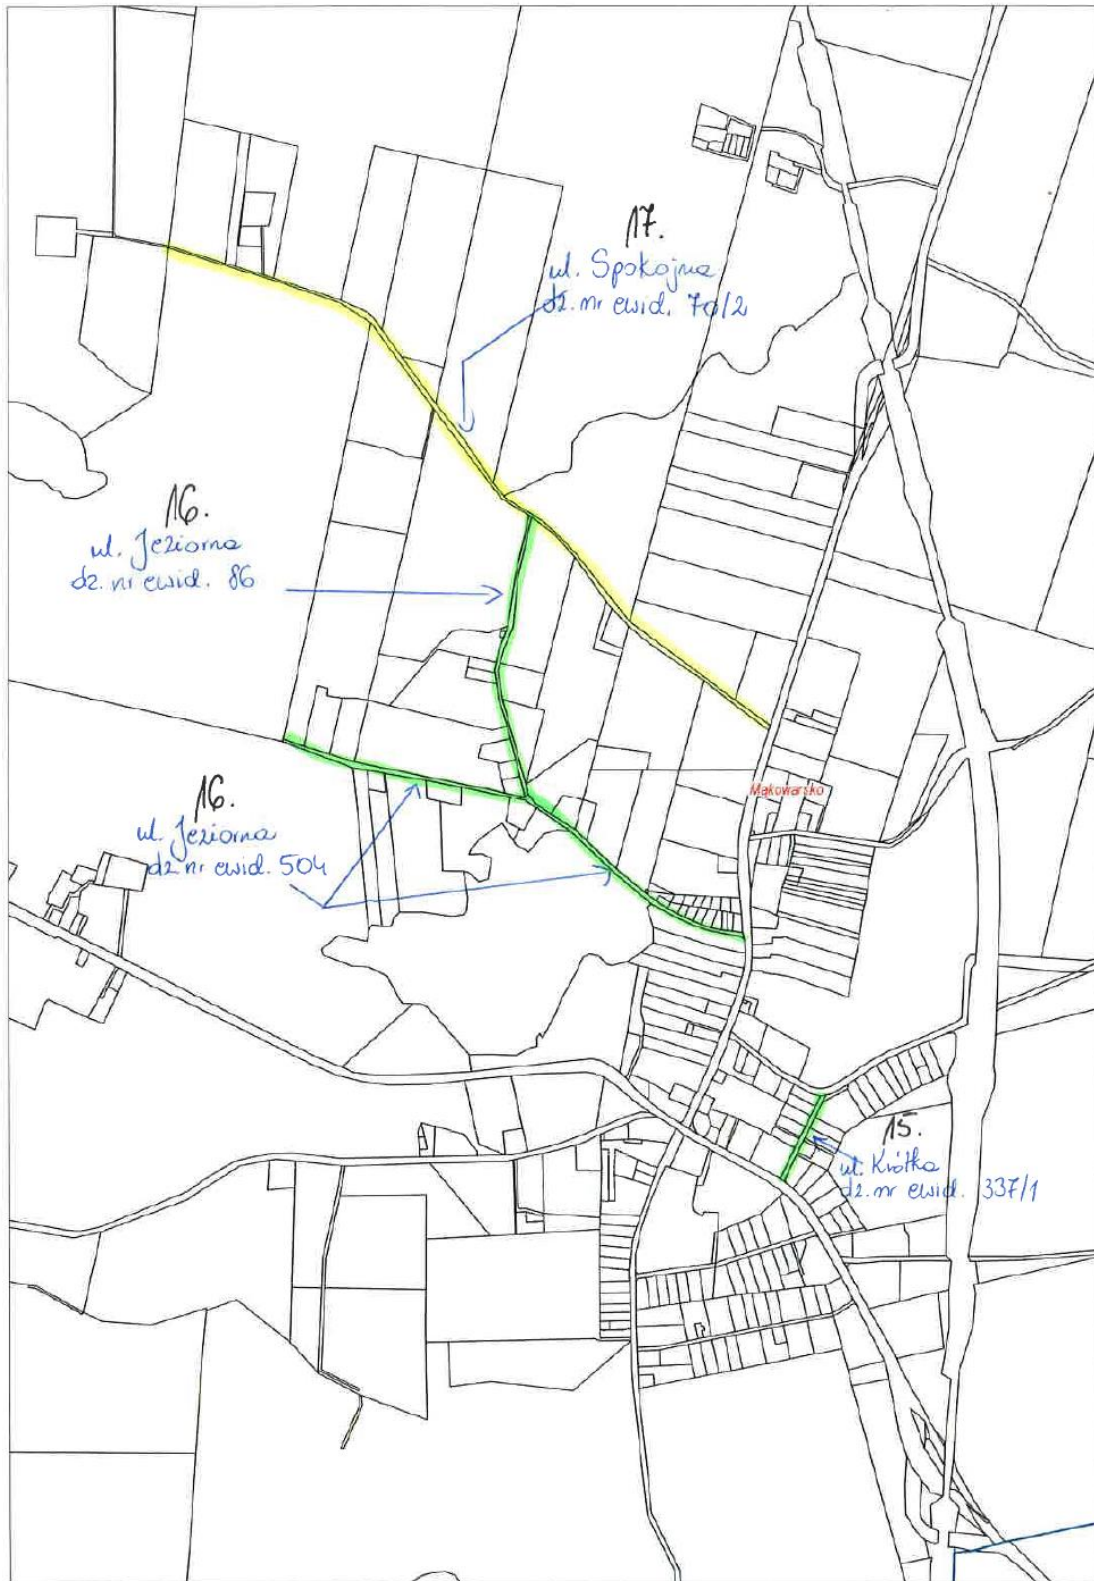 17.
ul. Spokojna
dz. nr ewid. 70/2
16.
ul. Jeziorna
dz. nr ewid. 86
16.
ul. Jeziorna
dz. nr ewid. 504
Mąkowarsko
15.
ul. Krótka
dz. nr ewid. 337/1